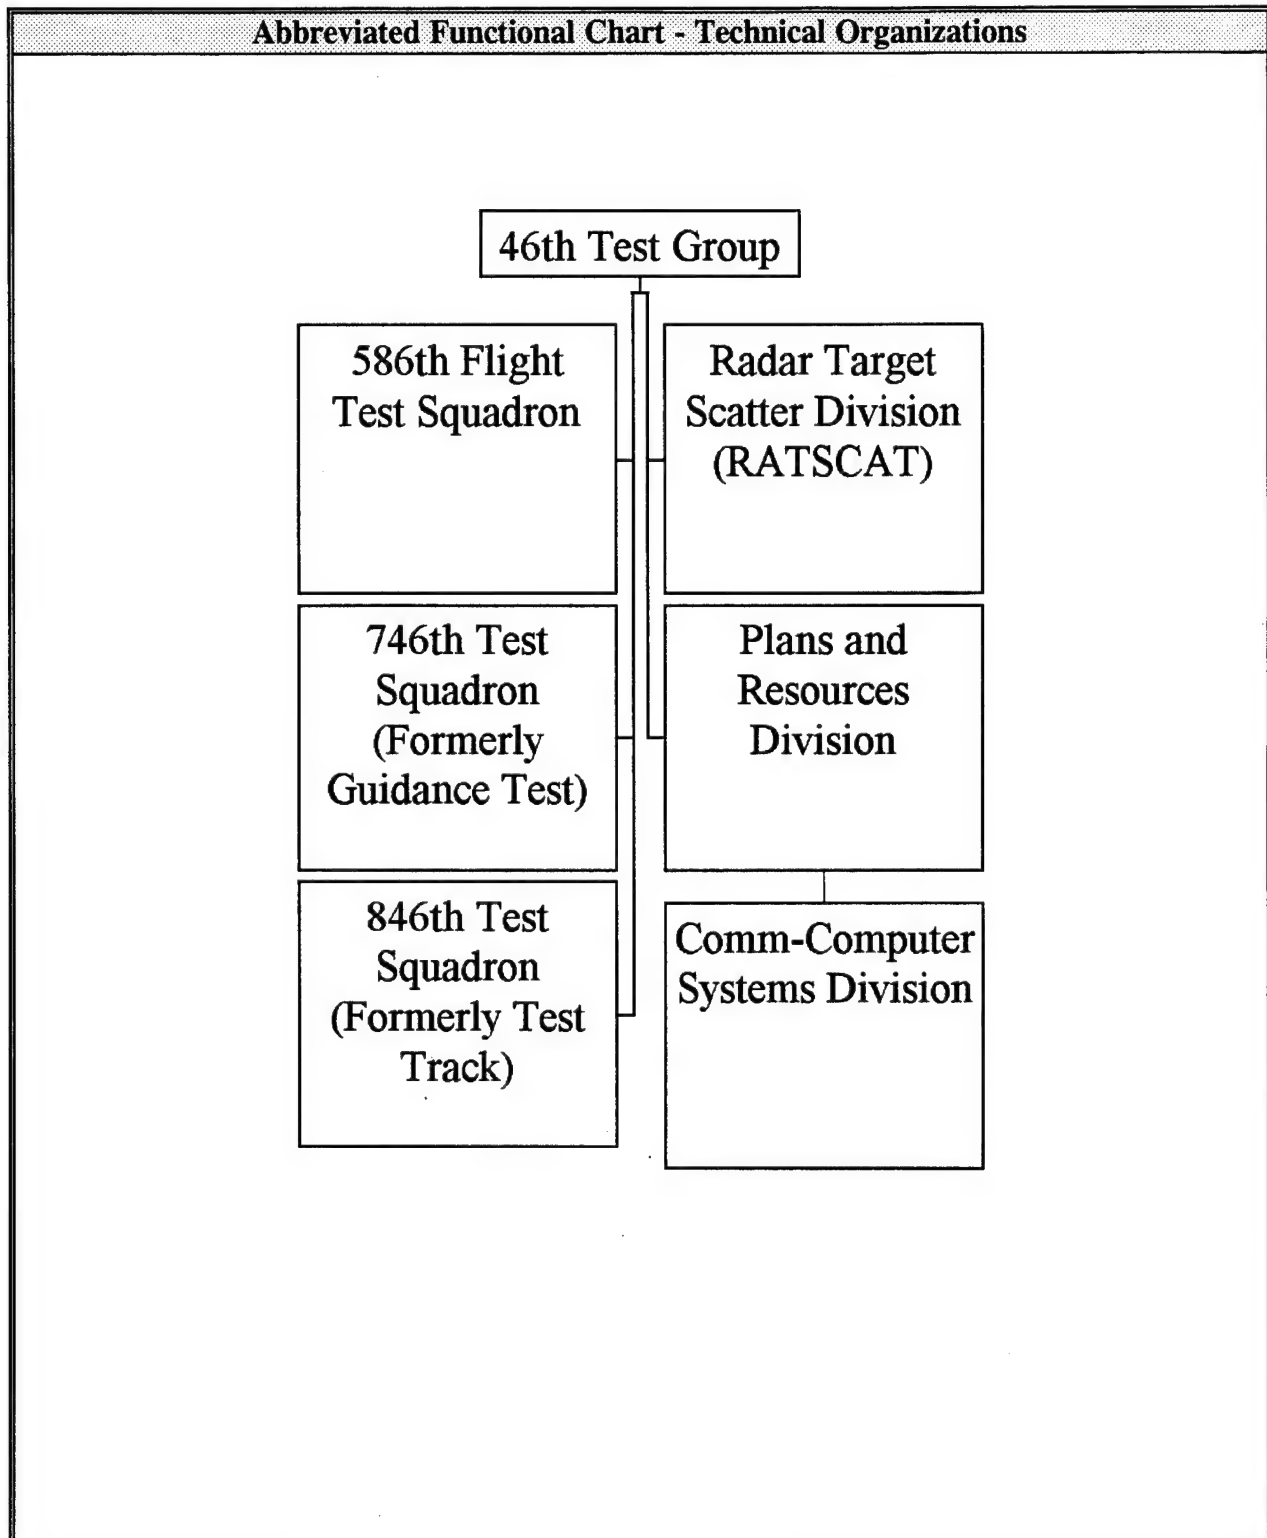 Abbreviated Functional Chart - Technical Organizations
46th Test Group
586th Flight
Test Squadron
Radar Target
Scatter Division
(RATSCAT)
746th Test
Squadron
(Formerly
Guidance Test)
Plans and
Resources
Division
846th Test
Squadron
(Formerly Test
Track)
Comm-Computer
Systems Division